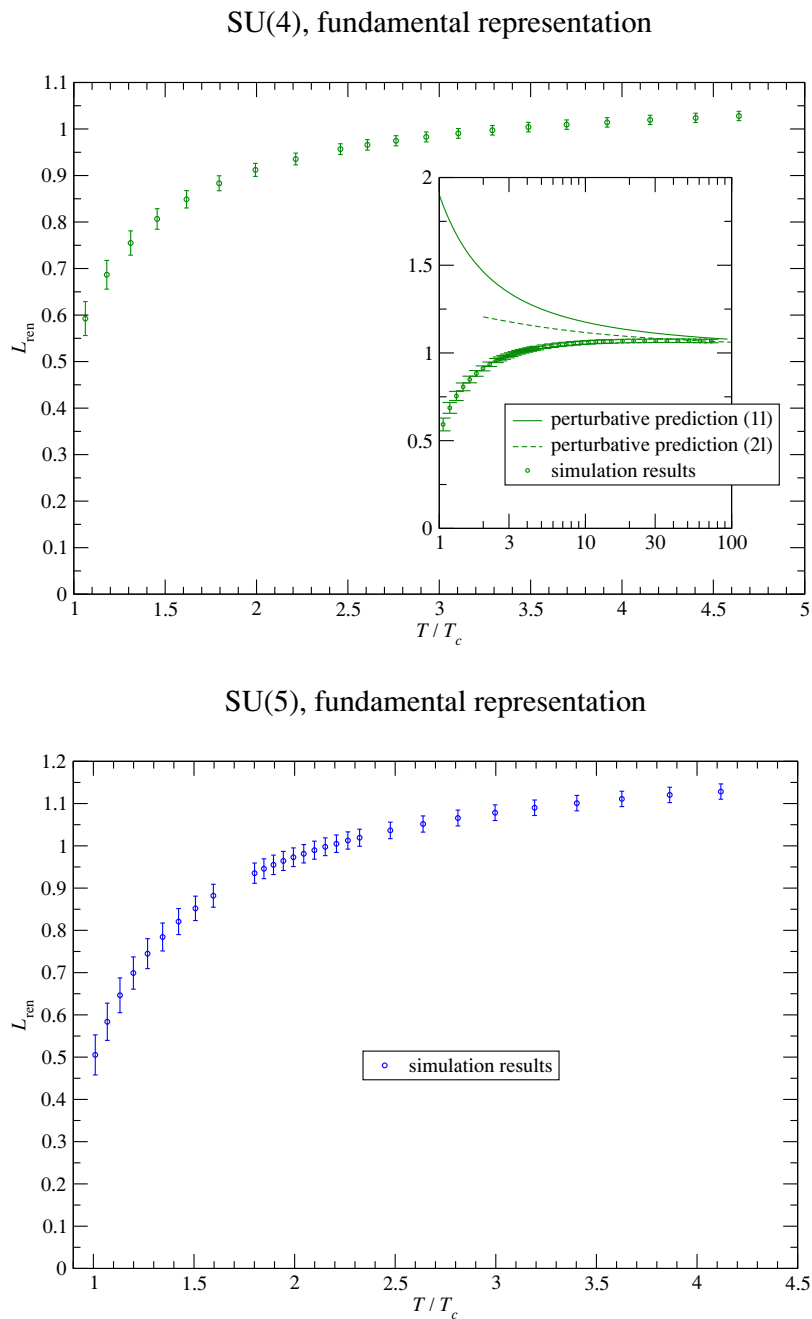 SU(4), fundamental representation
1.1
1
0.9
0.8
0.7
0.6
0.5
0.4
0.3
0.2
0.1
0
L_ren
1 1.5 2 2.5 3 3.5 4 4.5 5
T / T_c
2
1.5
1
0.5
0
1 3 10 30 100
perturbative prediction (1l)
perturbative prediction (2l)
simulation results
SU(5), fundamental representation
1.2
1.1
1
0.9
0.8
0.7
0.6
0.5
0.4
0.3
0.2
0.1
0
L_ren
simulation results
1 1.5 2 2.5 3 3.5 4 4.5
T / T_c